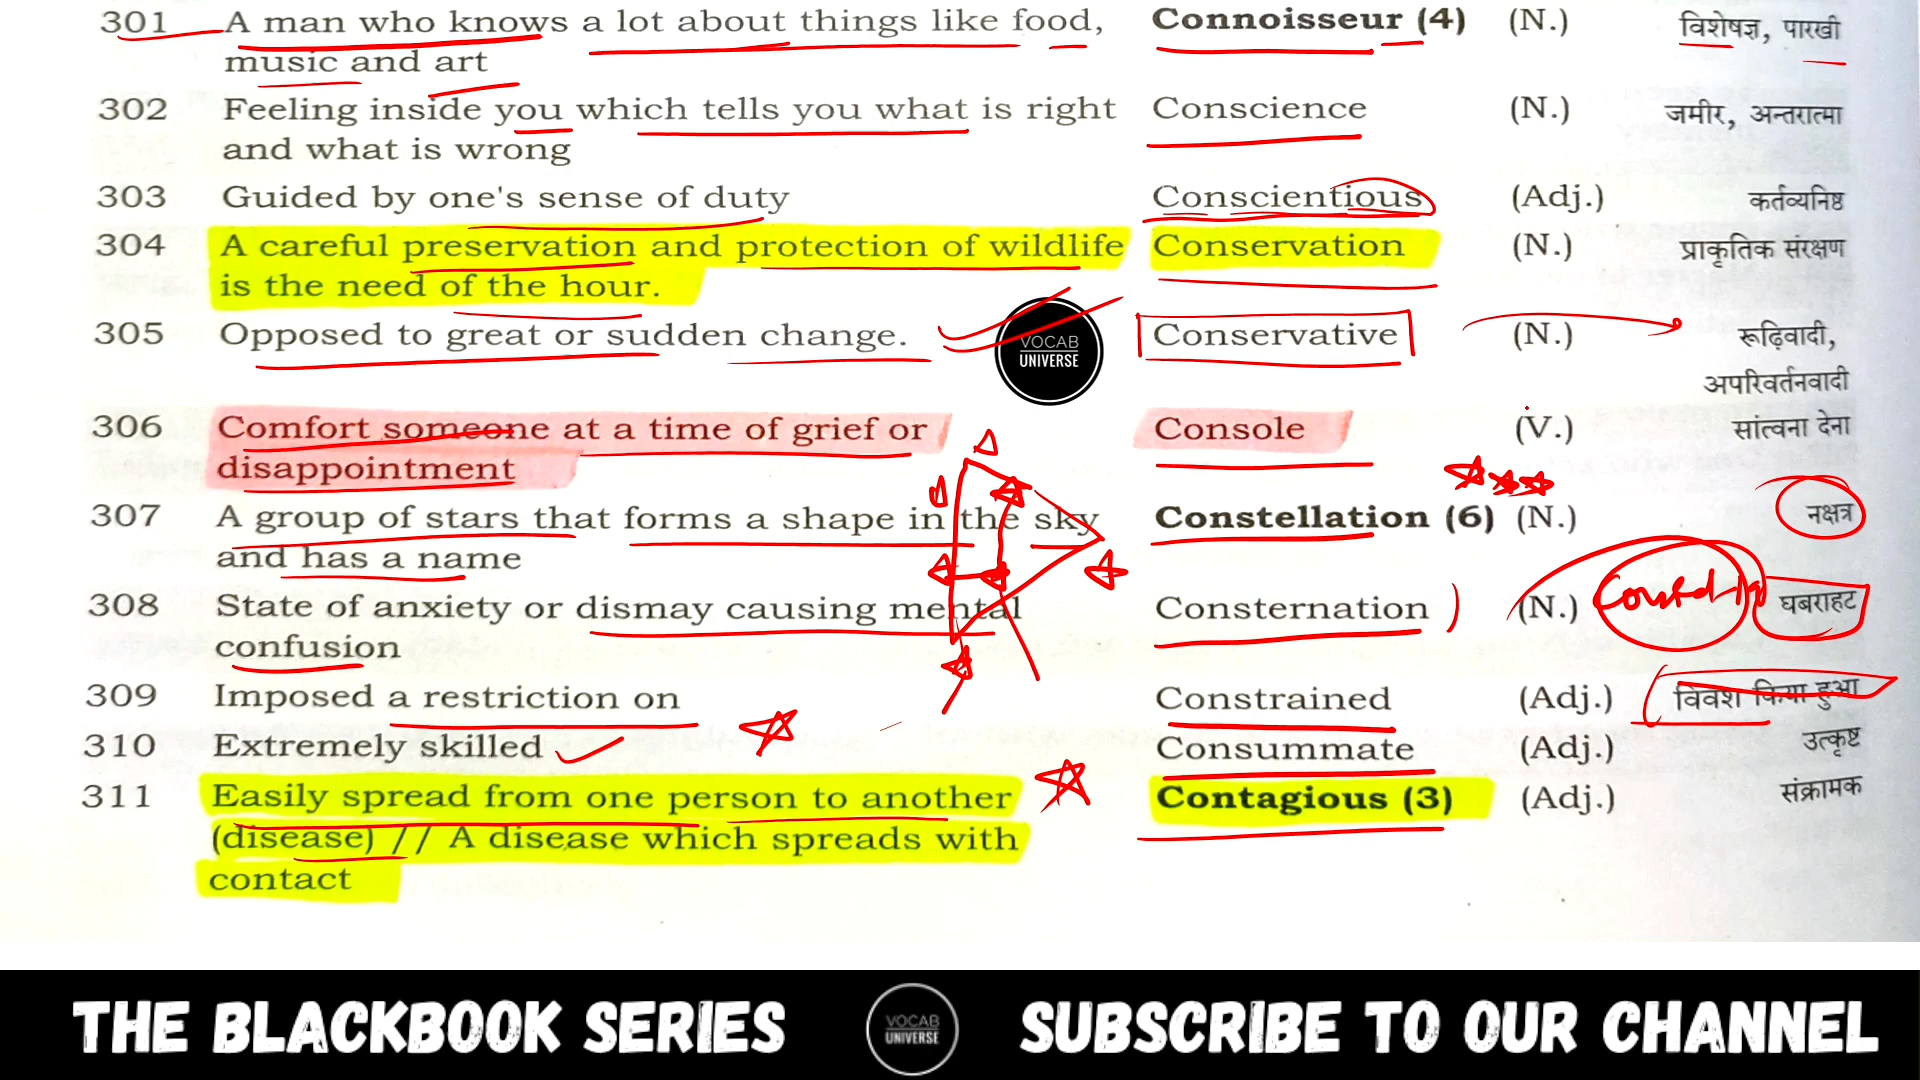 301 A man who knows a lot about things like food, Connoisseur (4) (N.) विशेषज्ञ, पारखी
music and art
302 Feeling inside you which tells you what is right Conscience (N.) जमीर, अन्तरात्मा
and what is wrong
303 Guided by one's sense of duty Conscientious (Adj.) कर्तव्यनिष्ठ
304 A careful preservation and protection of wildlife Conservation (N.) प्राकृतिक संरक्षण
is the need of the hour.
305 Opposed to great or sudden change. Conservative (N.) रूढ़िवादी,
VOCAB
UNIVERSE
अपरिवर्तनवादी
306 Comfort someone at a time of grief or Console (V.) सांत्वना देना
disappointment
307 A group of stars that forms a shape in the sky Constellation (6) (N.) नक्षत्र
and has a name
308 State of anxiety or dismay causing mental Consternation (N.) घबराहट
confusion
309 Imposed a restriction on Constrained (Adj.) विवश किया हुआ
310 Extremely skilled Consummate (Adj.) उत्कृष्ट
311 Easily spread from one person to another Contagious (3) (Adj.) संक्रामक
(disease) // A disease which spreads with
contact
THE BLACKBOOK SERIES VOCAB UNIVERSE SUBSCRIBE TO OUR CHANNEL